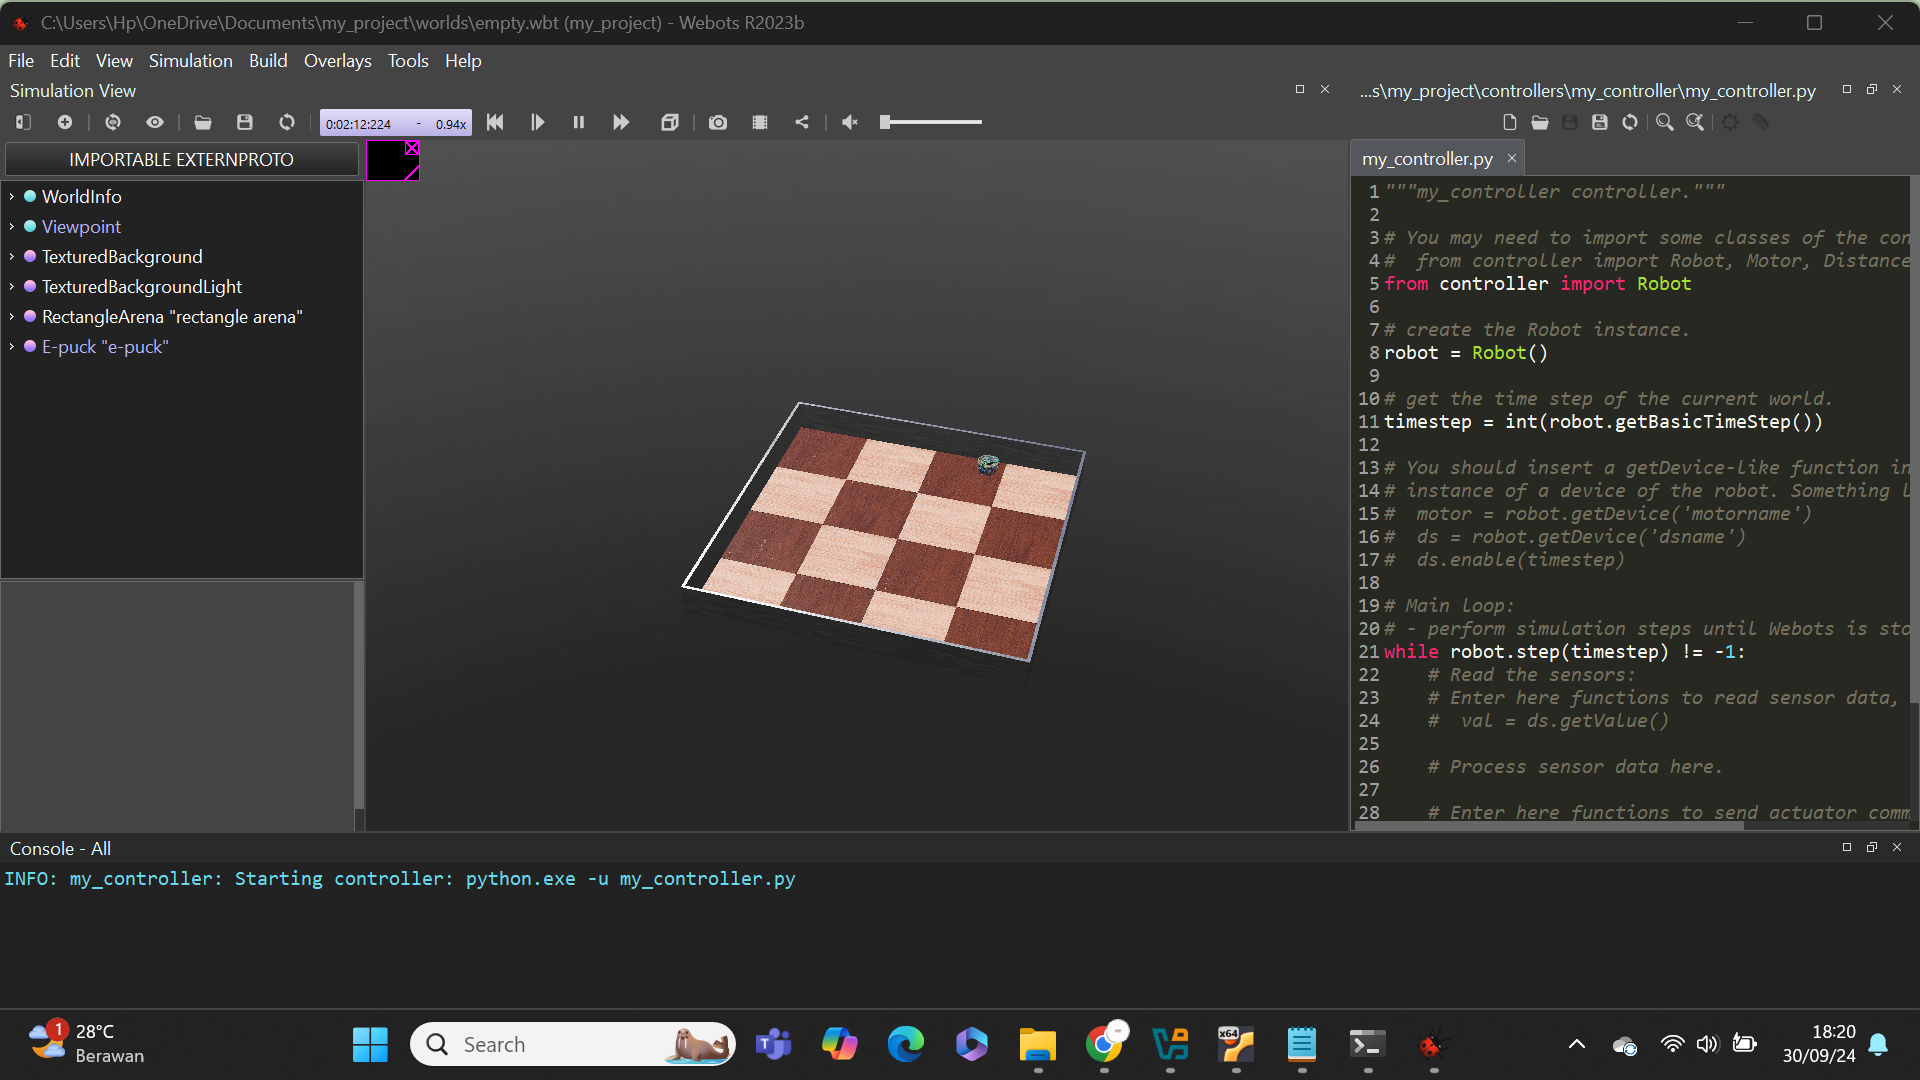 C:\Users\Hp\OneDrive\Documents\my_project\worlds\empty.wbt (my_project) - Webots R2023b
File Edit View Simulation Build Overlays Tools Help
Simulation View
...s\my_project\controllers\my_controller\my_controller.py
0:02:12:224 - 0.94x
IMPORTABLE EXTERNPROTO
WorldInfo
Viewpoint
TexturedBackground
TexturedBackgroundLight
RectangleArena "rectangle arena"
E-puck "e-puck"
my_controller.py
1 """my_controller controller."""
2
3 # You may need to import some classes of the con
4 #  from controller import Robot, Motor, Distance
5 from controller import Robot
6
7 # create the Robot instance.
8 robot = Robot()
9
10 # get the time step of the current world.
11 timestep = int(robot.getBasicTimeStep())
12
13 # You should insert a getDevice-like function in
14 # instance of a device of the robot. Something l
15 #  motor = robot.getDevice('motorname')
16 #  ds = robot.getDevice('dsname')
17 #  ds.enable(timestep)
18
19 # Main loop:
20 # - perform simulation steps until Webots is sto
21 while robot.step(timestep) != -1:
22     # Read the sensors:
23     # Enter here functions to read sensor data,
24     #  val = ds.getValue()
25
26     # Process sensor data here.
27
28     # Enter here functions to send actuator comm
Console - All
INFO: my_controller: Starting controller: python.exe -u my_controller.py
1
28°C
Berawan
Search
x64
18:20
30/09/24